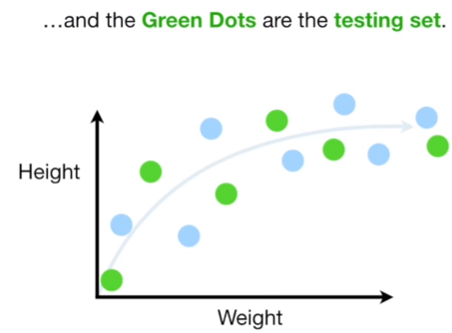 ...and the Green Dots are the testing set.
Height
Weight